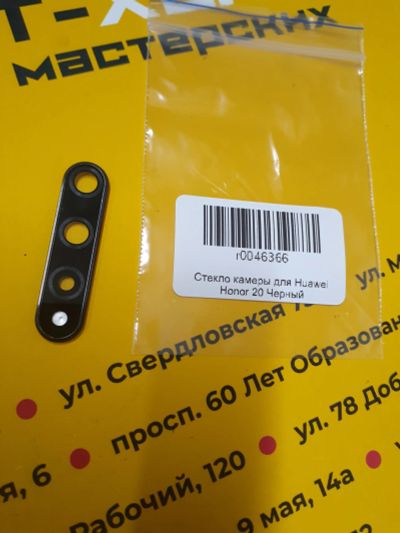 мастерских
r0046366
Стекло камеры для Huawei
Honor 20 Черный
ул. Свердловская
просп. 60 Лет Образован
ул. 78 Доб
я, 6
Рабочий, 120
9 мая, 14а